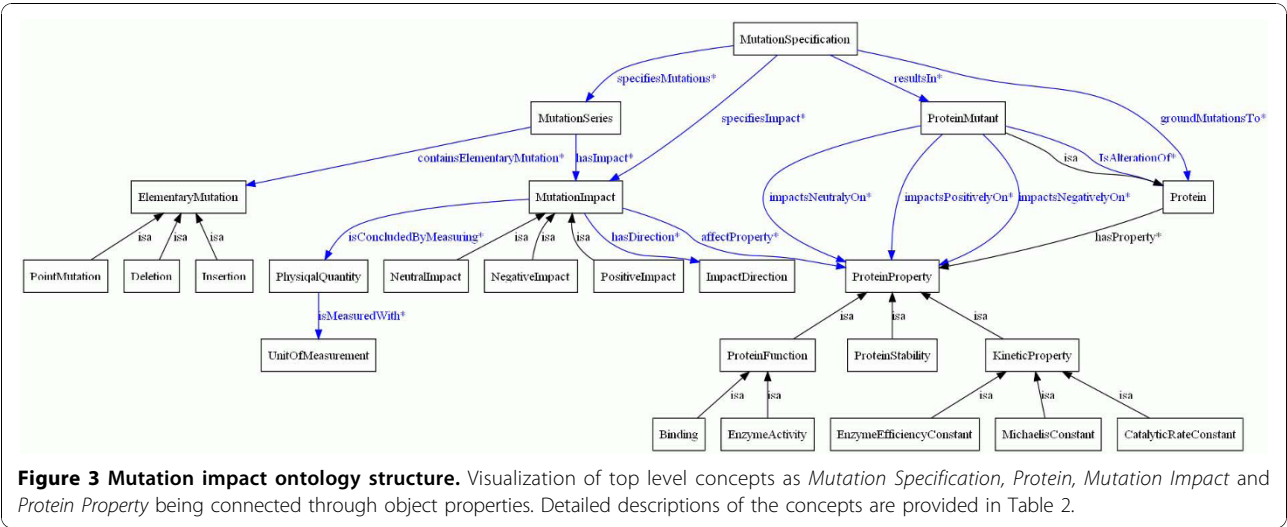 MutationSpecification
specifiesMutations*
resultsIn*
MutationSeries
specifiesImpact*
ProteinMutant
groundMutationsTo*
containsElementaryMutation*
hasImpact*
isa
IsAlterationOf*
ElementaryMutation
MutationImpact
impactsNeutralyOn*
impactsPositivelyOn*
impactsNegativelyOn*
Protein
isa
isa
isa
isConcludedByMeasuring*
isa
isa
isa
hasDirection*
affectProperty*
hasProperty*
PointMutation
Deletion
Insertion
PhysiqalQuantity
NeutralImpact
NegativeImpact
PositiveImpact
ImpactDirection
ProteinProperty
isMeasuredWith*
isa
isa
isa
UnitOfMeasurement
ProteinFunction
ProteinStability
KineticProperty
isa
isa
isa
isa
isa
Binding
EnzymeActivity
EnzymeEfficiencyConstant
MichaelisConstant
CatalyticRateConstant
Figure 3 Mutation impact ontology structure. Visualization of top level concepts as Mutation Specification, Protein, Mutation Impact and
Protein Property being connected through object properties. Detailed descriptions of the concepts are provided in Table 2.